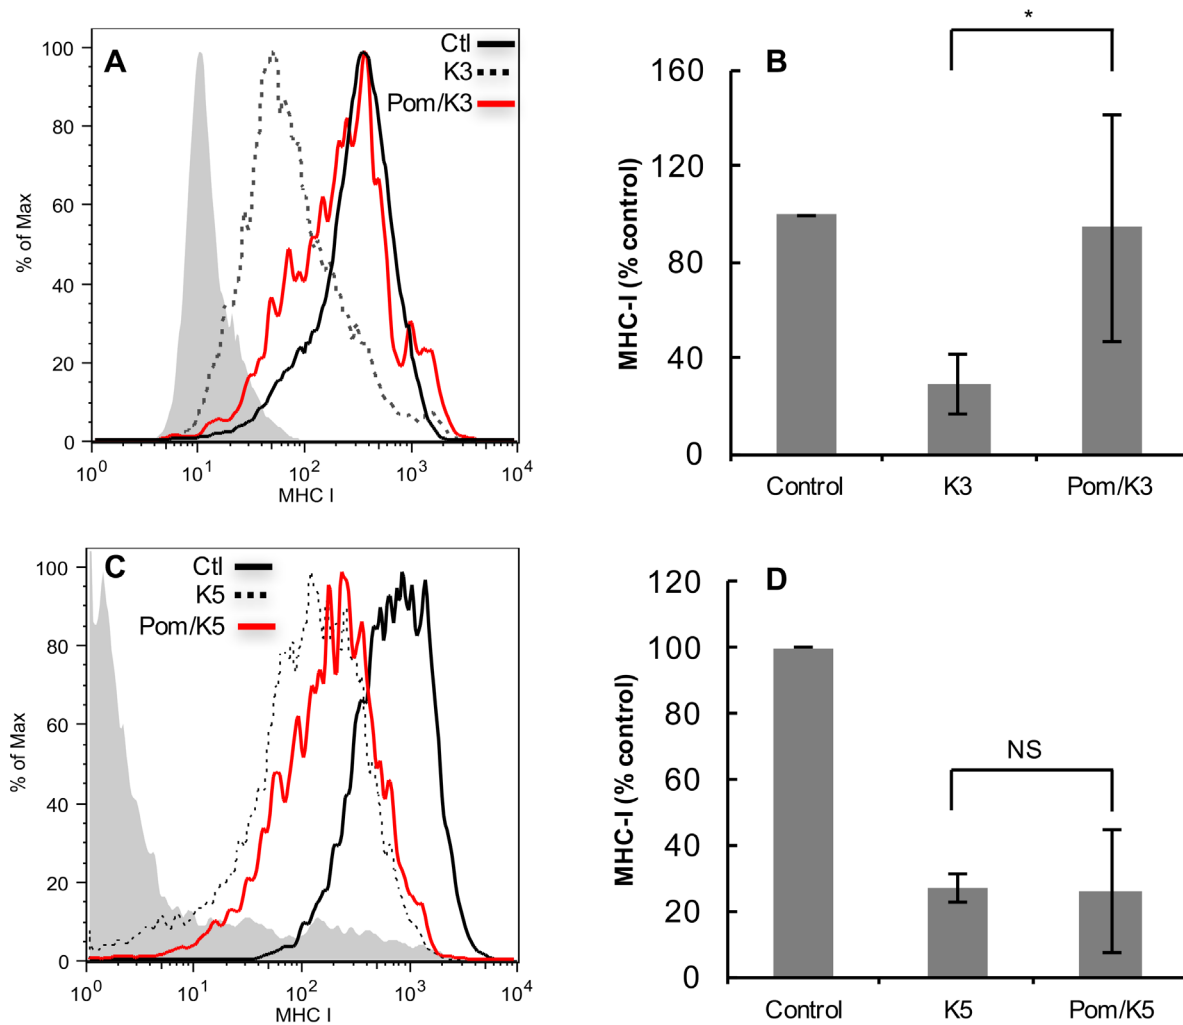 A
Ctl
K3
Pom/K3
100
80
60
40
20
0
% of Max
10^0 10^1 10^2 10^3 10^4
MHC I
B
*
160
120
80
40
0
MHC-I (% control)
Control K3 Pom/K3
C
Ctl
K5
Pom/K5
100
80
60
40
20
0
% of Max
10^0 10^1 10^2 10^3 10^4
MHC I
D
120
100
80
60
40
20
0
NS
MHC-I (% control)
Control K5 Pom/K5